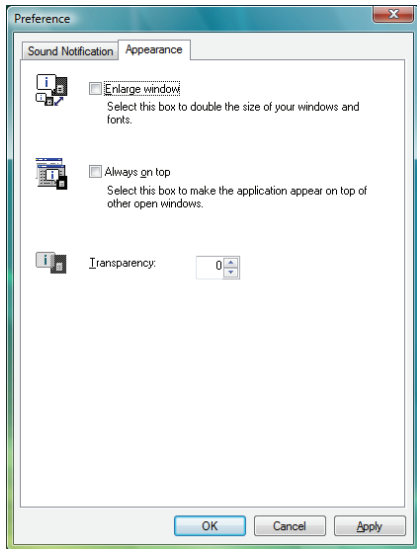 Preference
Sound Notification Appearance
Enlarge window
Select this box to double the size of your windows and
fonts.
Always on top
Select this box to make the application appear on top of
other open windows.
Transparency: 0
OK Cancel Apply